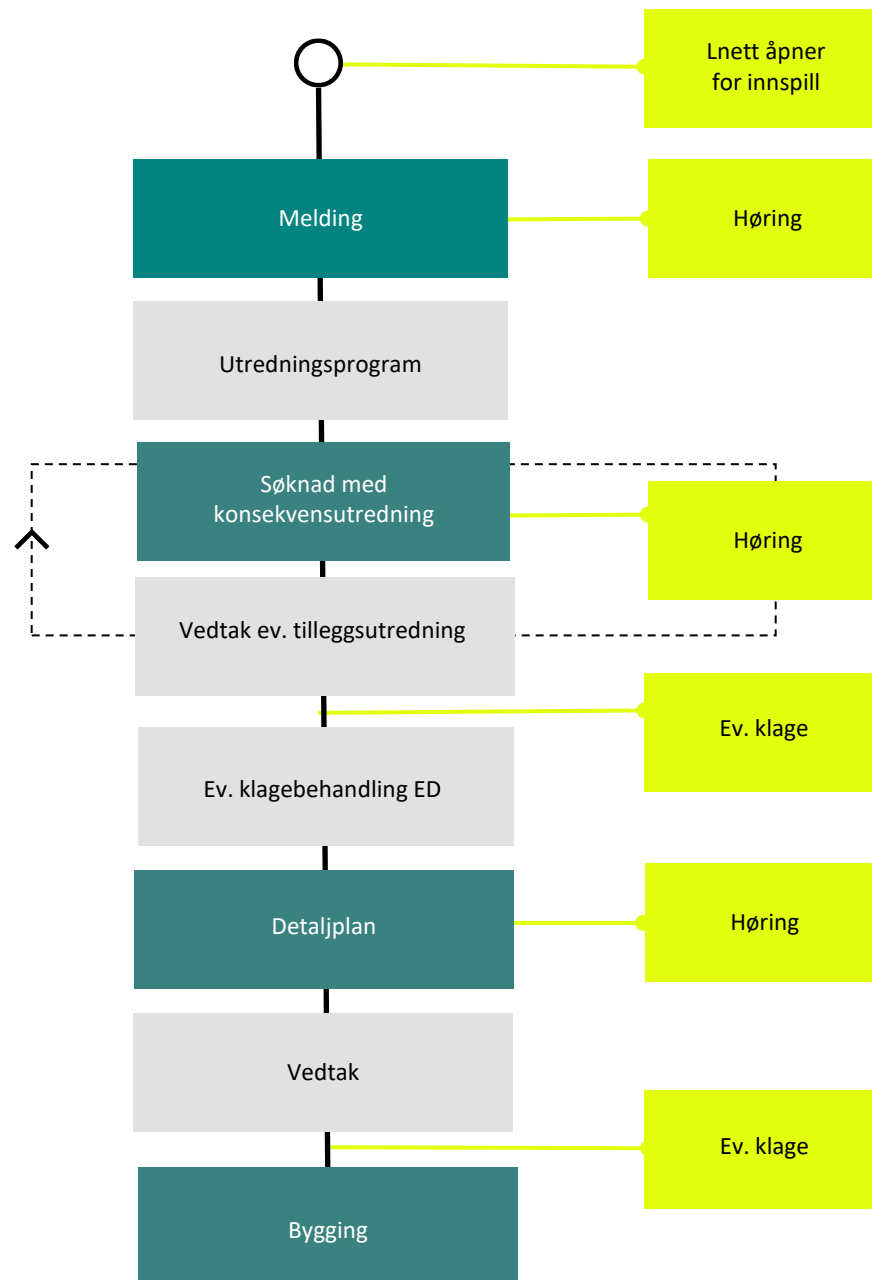 Lnett åpner
for innspill
Melding
Høring
Utredningsprogram
Søknad med
konsekvensutredning
Høring
Vedtak ev. tilleggsutredning
Ev. klage
Ev. klagebehandling ED
Detaljplan
Høring
Vedtak
Ev. klage
Bygging